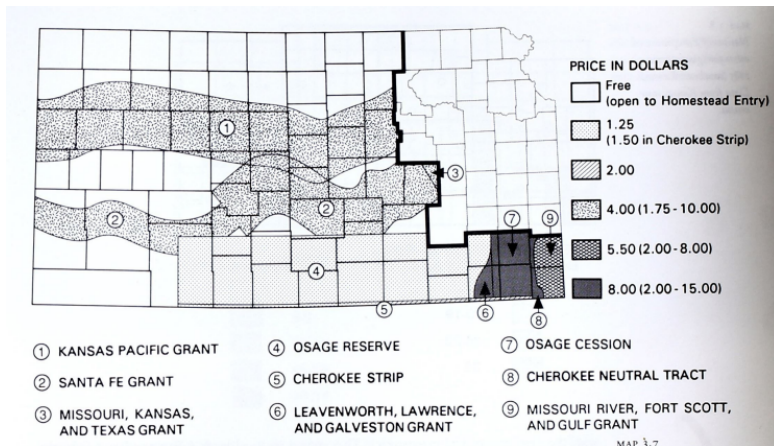 PRICE IN DOLLARS
Free
(open to Homestead Entry)
1.25
(1.50 in Cherokee Strip)
2.00
4.00 (1.75 - 10.00)
5.50 (2.00 - 8.00)
8.00 (2.00 - 15.00)
1
3
2
2
7
9
4
5
6
8
1 KANSAS PACIFIC GRANT
2 SANTA FE GRANT
3 MISSOURI, KANSAS,
AND TEXAS GRANT
4 OSAGE RESERVE
5 CHEROKEE STRIP
6 LEAVENWORTH, LAWRENCE,
AND GALVESTON GRANT
7 OSAGE CESSION
8 CHEROKEE NEUTRAL TRACT
9 MISSOURI RIVER, FORT SCOTT,
AND GULF GRANT
MAP 3.7